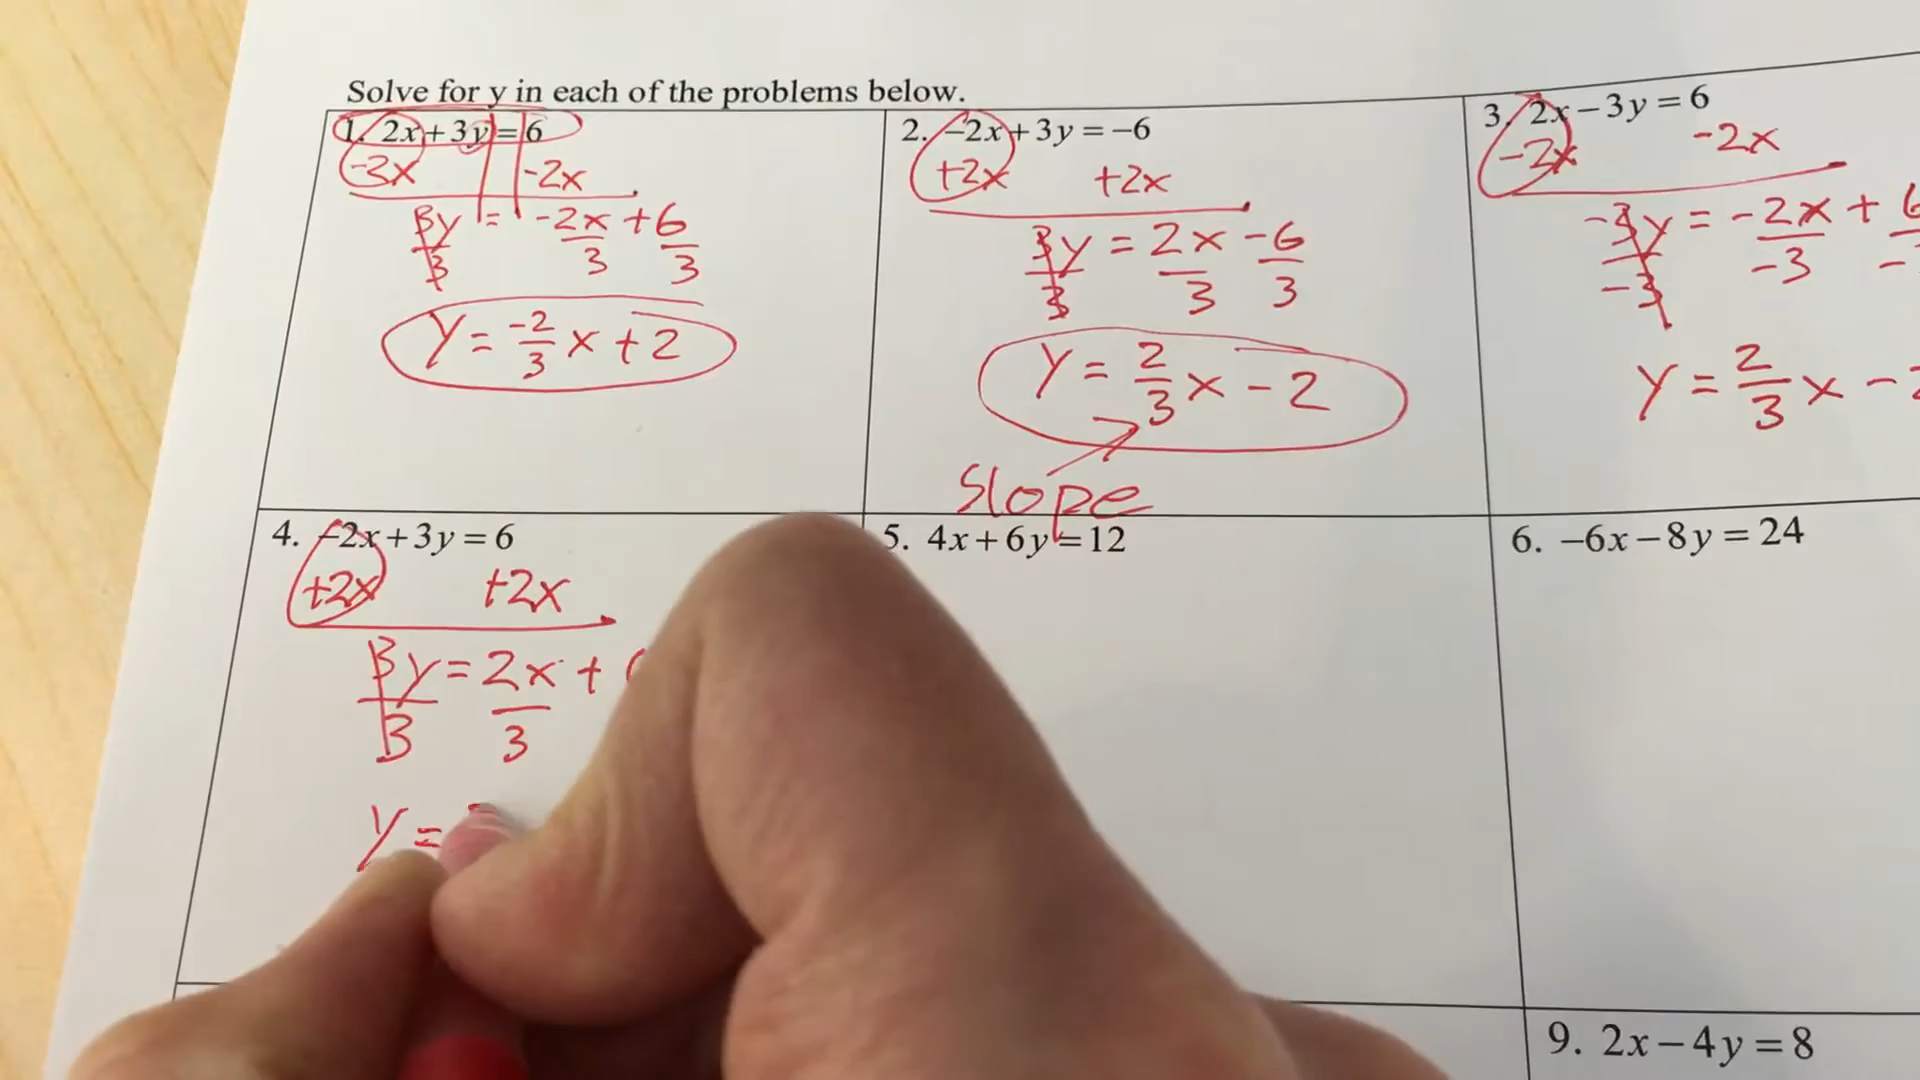 Solve for y in each of the problems below.
1. 2x+3y=6
-2x -2x
3y = -2x +6
3 3 3
y = -2/3 x + 2
2. -2x+3y=-6
+2x +2x
3y = 2x -6
3 3 3
y = 2/3 x - 2
slope
3. 2x-3y=6
-2x -2x
-3y = -2x +
-3 -3
y = 2/3 x -
4. -2x+3y=6
+2x +2x
3y = 2x +
3 3
y =
5. 4x+6y=12
6. -6x-8y=24
9. 2x-4y=8